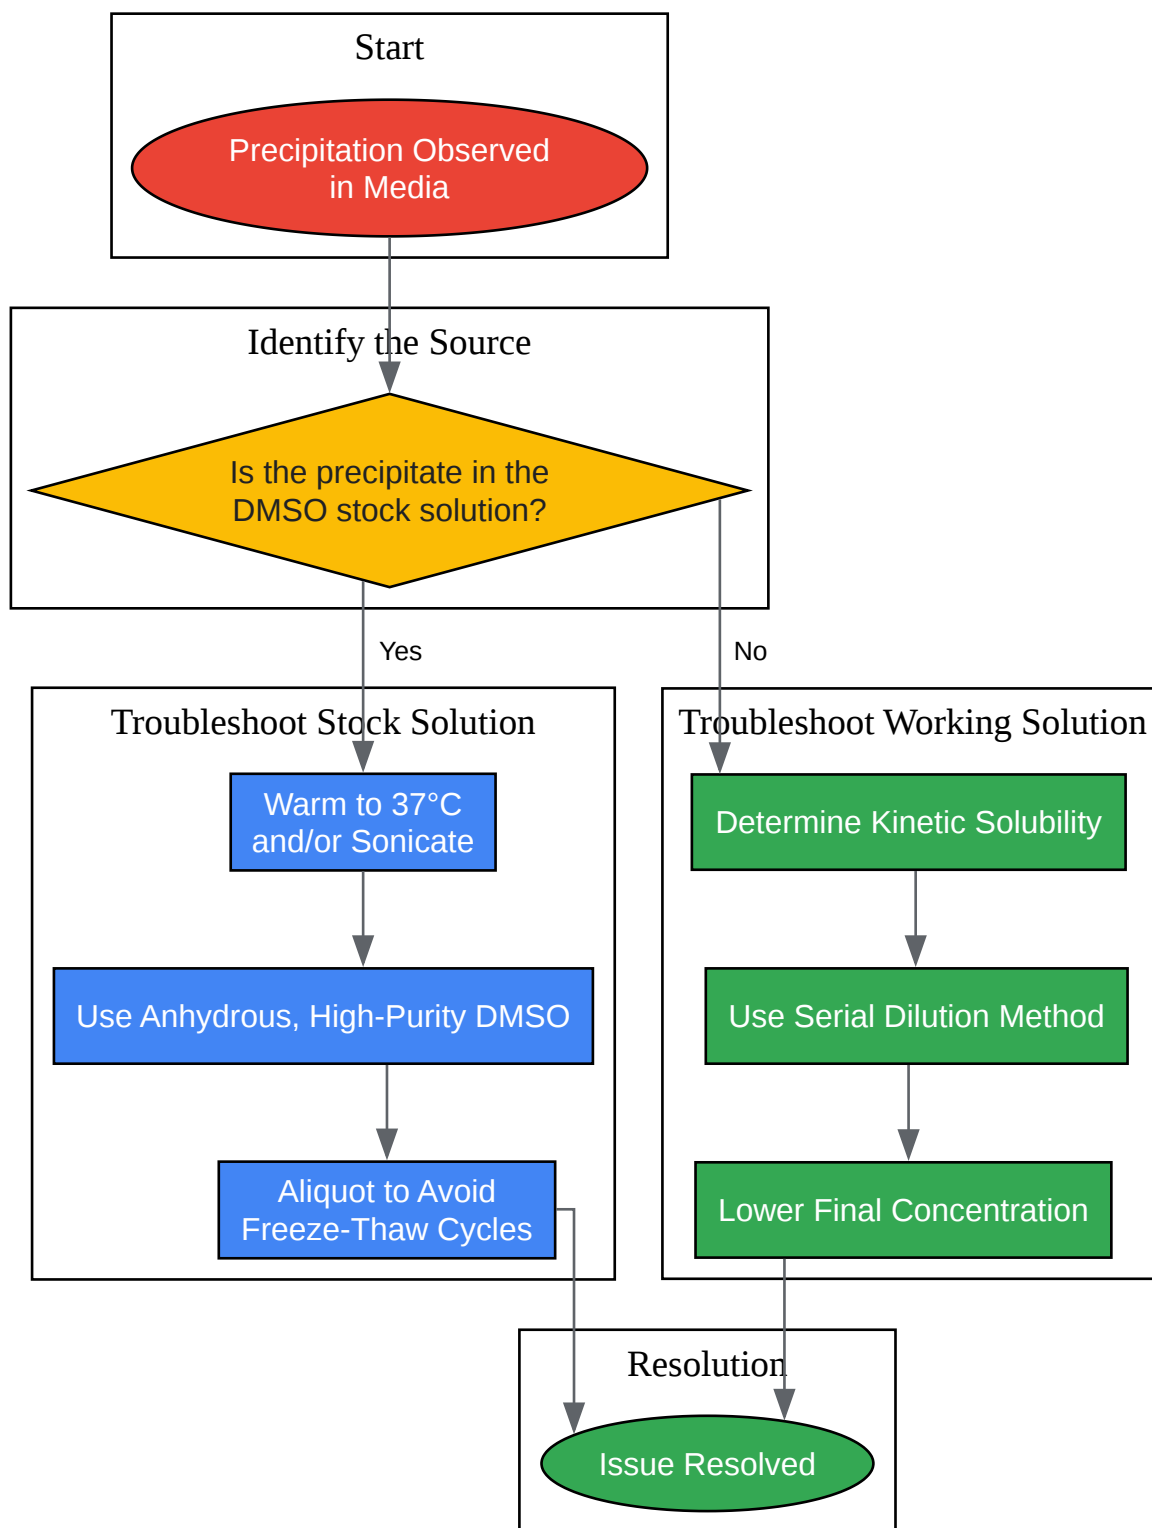 Start
Precipitation Observed
in Media
Identify the Source
Is the precipitate in the
DMSO stock solution?
Yes
No
Troubleshoot Stock Solution
Warm to 37°C
and/or Sonicate
Use Anhydrous, High-Purity DMSO
Aliquot to Avoid
Freeze-Thaw Cycles
Troubleshoot Working Solution
Determine Kinetic Solubility
Use Serial Dilution Method
Lower Final Concentration
Resolution
Issue Resolved